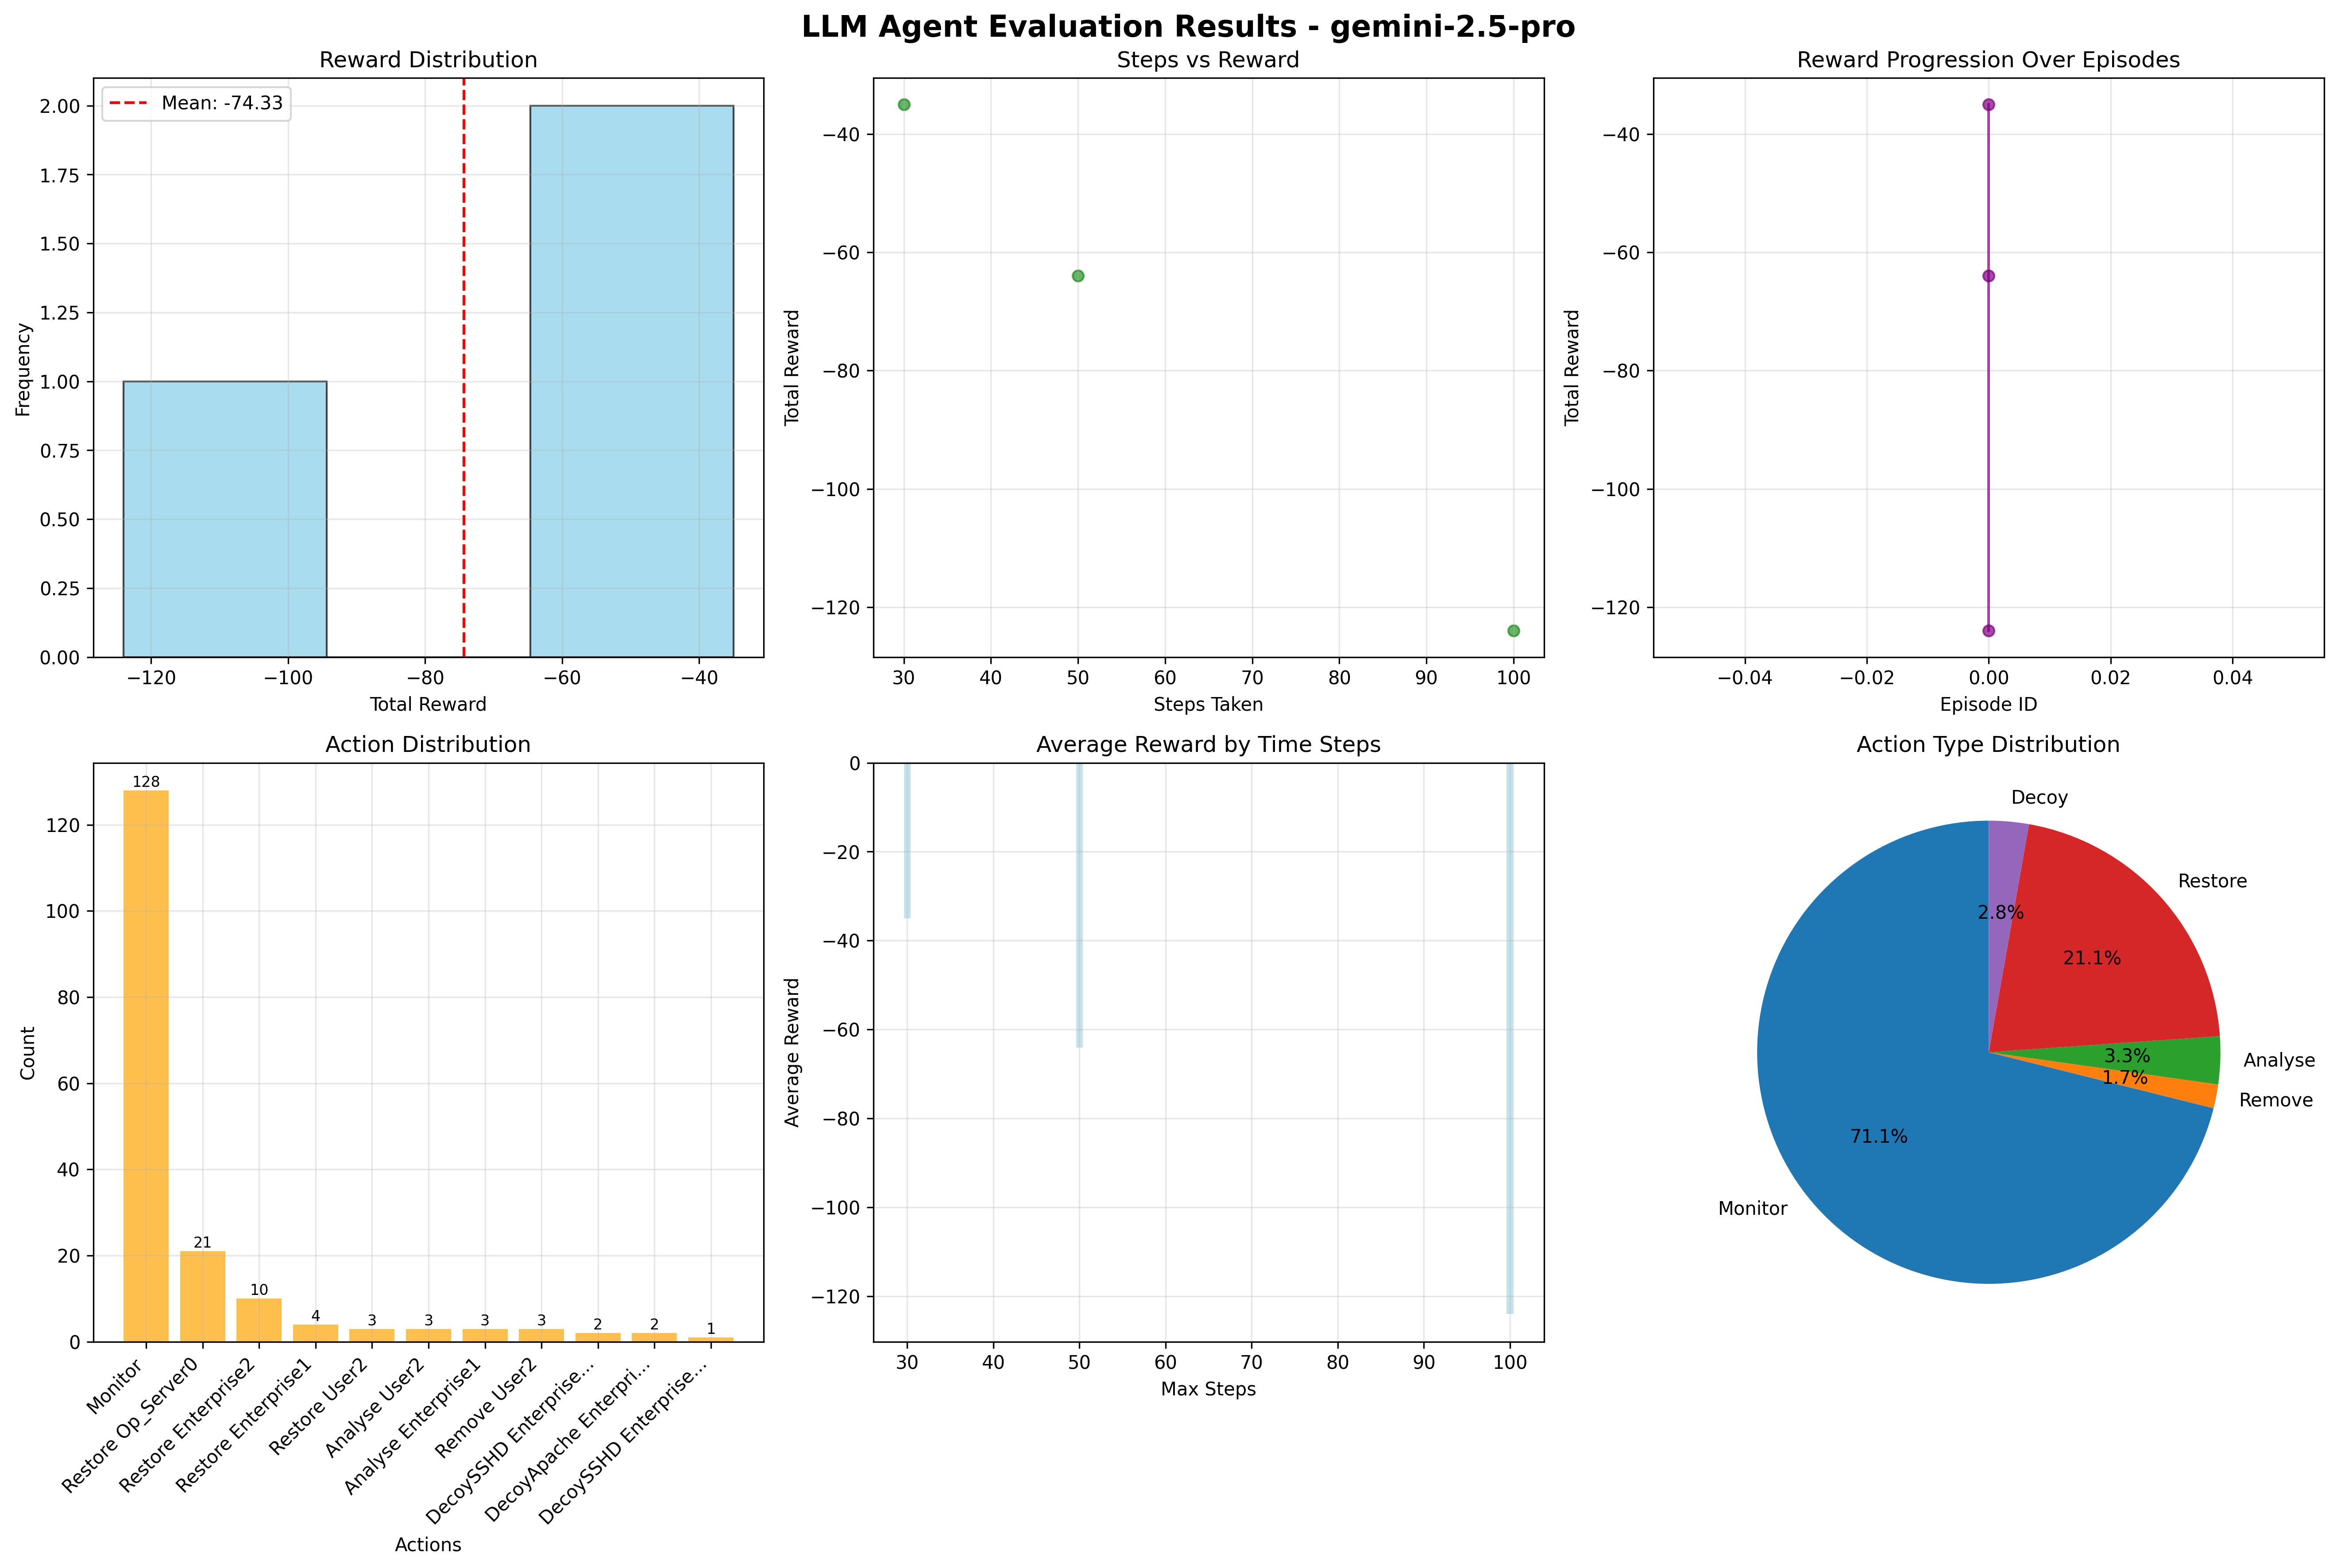 LLM Agent Evaluation Results - gemini-2.5-pro
Reward Distribution
Mean: -74.33
2.00
1.75
1.50
1.25
1.00
0.75
0.50
0.25
0.00
Frequency
−120
−100
−80
−60
−40
Total Reward
Steps vs Reward
−40
−60
−80
−100
−120
Total Reward
30
40
50
60
70
80
90
100
Steps Taken
Reward Progression Over Episodes
−40
−60
−80
−100
−120
Total Reward
−0.04
−0.02
0.00
0.02
0.04
Episode ID
Action Distribution
120
100
80
60
40
20
0
Count
128
21
10
4
3
3
3
3
2
2
1
Monitor
Restore Op_Server0
Restore Enterprise2
Restore Enterprise1
Restore User2
Analyse User2
Analyse Enterprise1
Remove User2
DecoySSHD Enterprise...
DecoyApache Enterpri...
DecoySSHD Enterprise...
Actions
Average Reward by Time Steps
0
−20
−40
−60
−80
−100
−120
Average Reward
30
40
50
60
70
80
90
100
Max Steps
Action Type Distribution
Decoy
2.8%
Restore
21.1%
Analyse
3.3%
Remove
1.7%
Monitor
71.1%